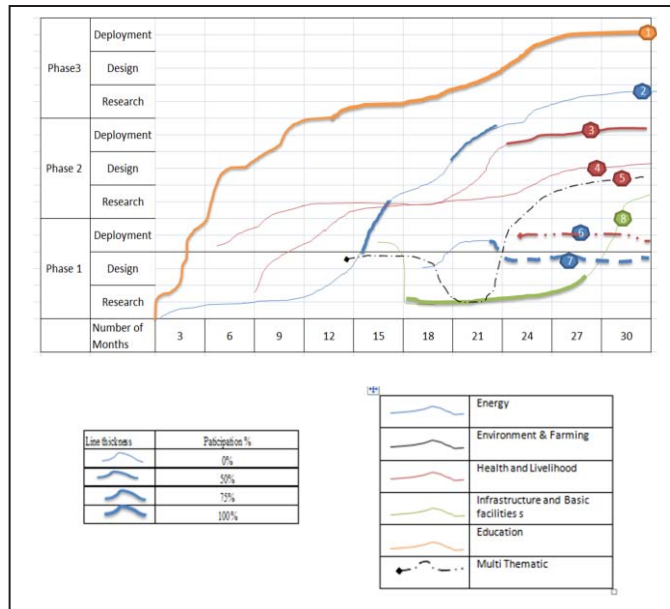 Deployment
Phase3
Design
Research
Deployment
Phase 2
Design
Research
Deployment
Phase 1
Design
Research
Number of
Months
3
6
9
12
15
18
21
24
27
30
1
2
3
4
5
8
6
7
Line thickness
Paticipation %
0%
50%
75%
100%
Energy
Environment & Farming
Health and Livelihood
Infrastructure and Basic
facilities s
Education
Multi Thematic